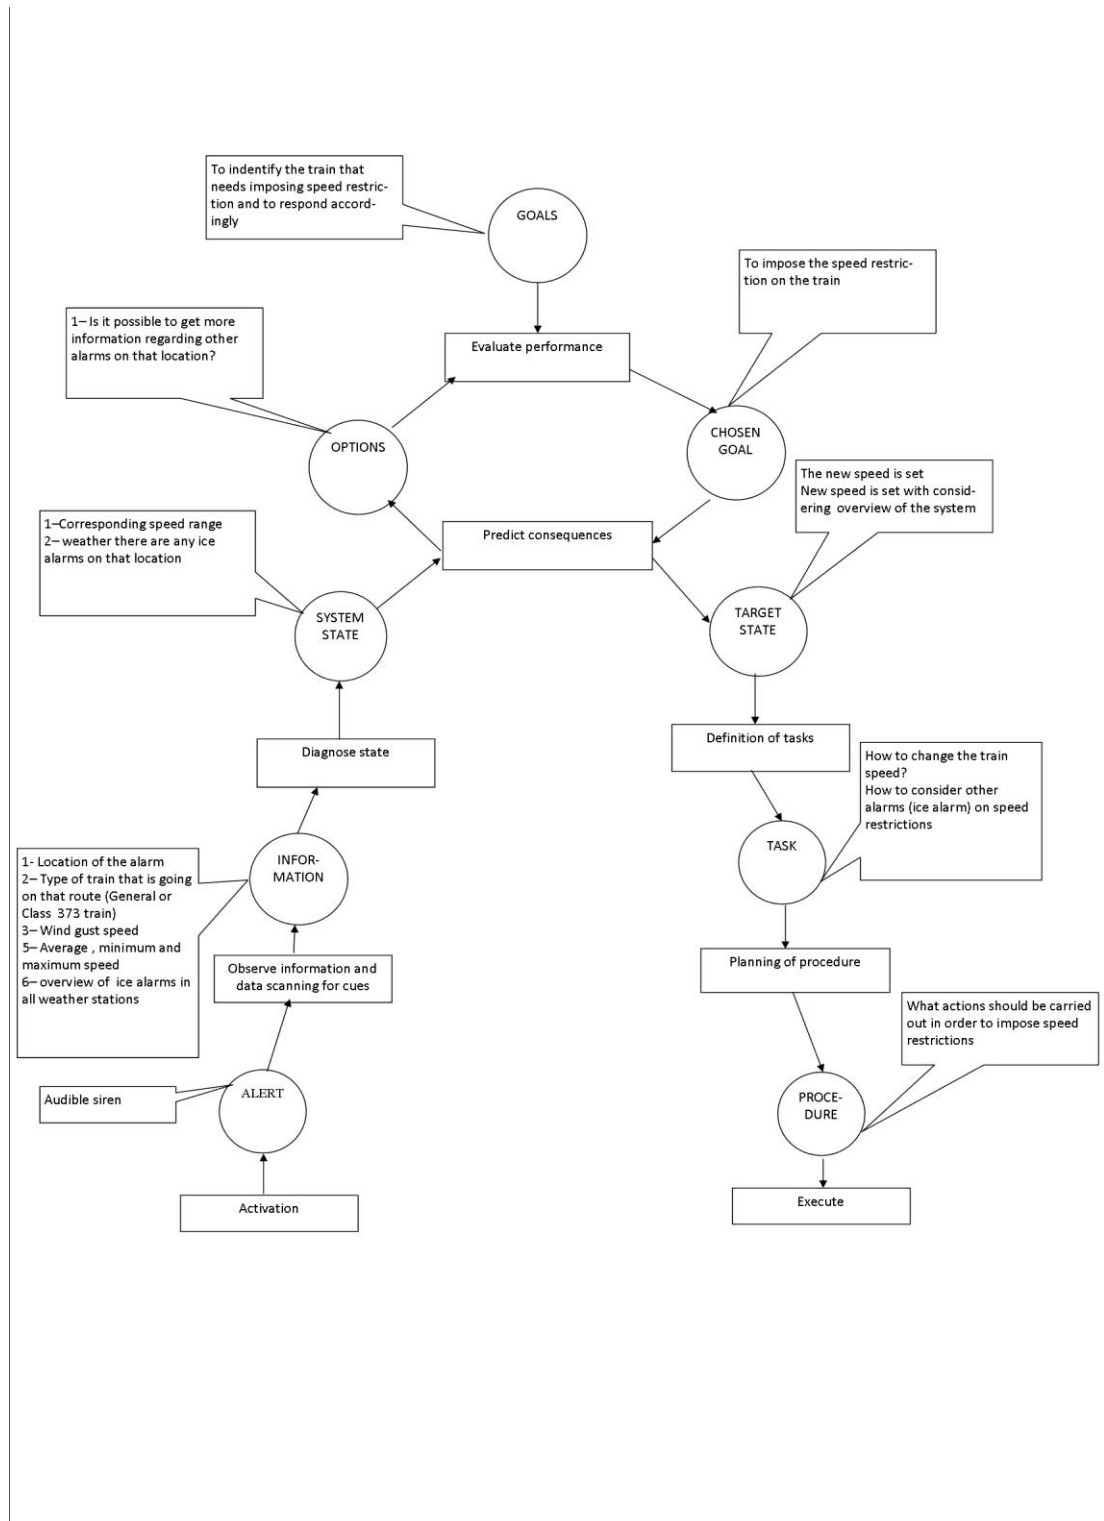 To indentify the train that
needs imposing speed restric-
tion and to respond accord-
ingly
GOALS
To impose the speed restric-
tion on the train
1– Is it possible to get more
information regarding other
alarms on that location?
Evaluate performance
OPTIONS
CHOSEN
GOAL
The new speed is set
New speed is set with consid-
ering overview of the system
1–Corresponding speed range
2– weather there are any ice
alarms on that location
Predict consequences
SYSTEM
STATE
TARGET
STATE
Diagnose state
Definition of tasks
How to change the train
speed?
How to consider other
alarms (ice alarm) on speed
restrictions
TASK
INFOR-
MATION
1- Location of the alarm
2– Type of train that is going
on that route (General or
Class 373 train)
3– Wind gust speed
5– Average , minimum and
maximum speed
6– overview of ice alarms in
all weather stations
Observe information and
data scanning for cues
Planning of procedure
What actions should be carried
out in order to impose speed
restrictions
Audible siren
ALERT
PROCE-
DURE
Activation
Execute